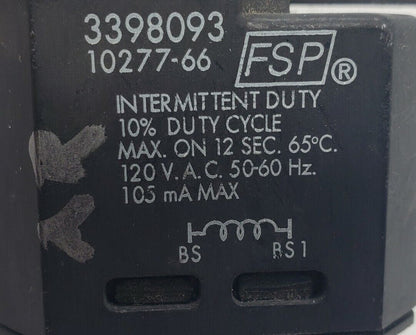 3398093
10277-66 FSP®
INTERMITTENT DUTY
10% DUTY CYCLE
MAX. ON 12 SEC. 65°C.
120 V.A.C. 50-60 Hz.
105 mA MAX
BS BS1